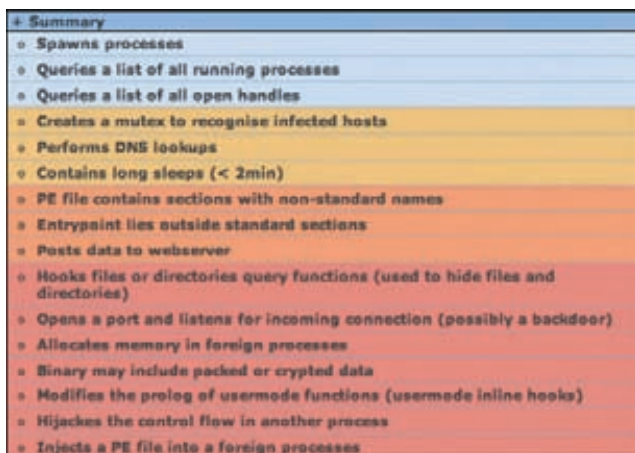 + Summary
Spawns processes
Queries a list of all running processes
Queries a list of all open handles
Creates a mutex to recognise infected hosts
Performs DNS lookups
Contains long sleeps (< 2min)
PE file contains sections with non-standard names
Entrypoint lies outside standard sections
Posts data to webserver
Hooks files or directories query functions (used to hide files and
directories)
Opens a port and listens for incoming connection (possibly a backdoor)
Allocates memory in foreign processes
Binary may include packed or crypted data
Modifies the prolog of usermode functions (usermode inline hooks)
Hijackes the control flow in another process
Injects a PE file into a foreign processes